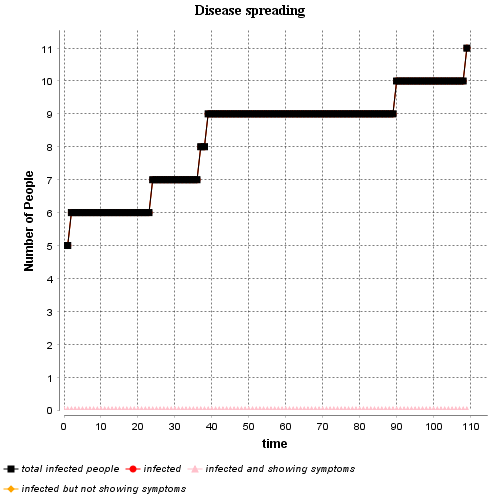 Disease spreading
Number of People
11
10
9
8
7
6
5
4
3
2
1
0
0 10 20 30 40 50 60 70 80 90 100 110
time
total infected people infected infected and showing symptoms
infected but not showing symptoms